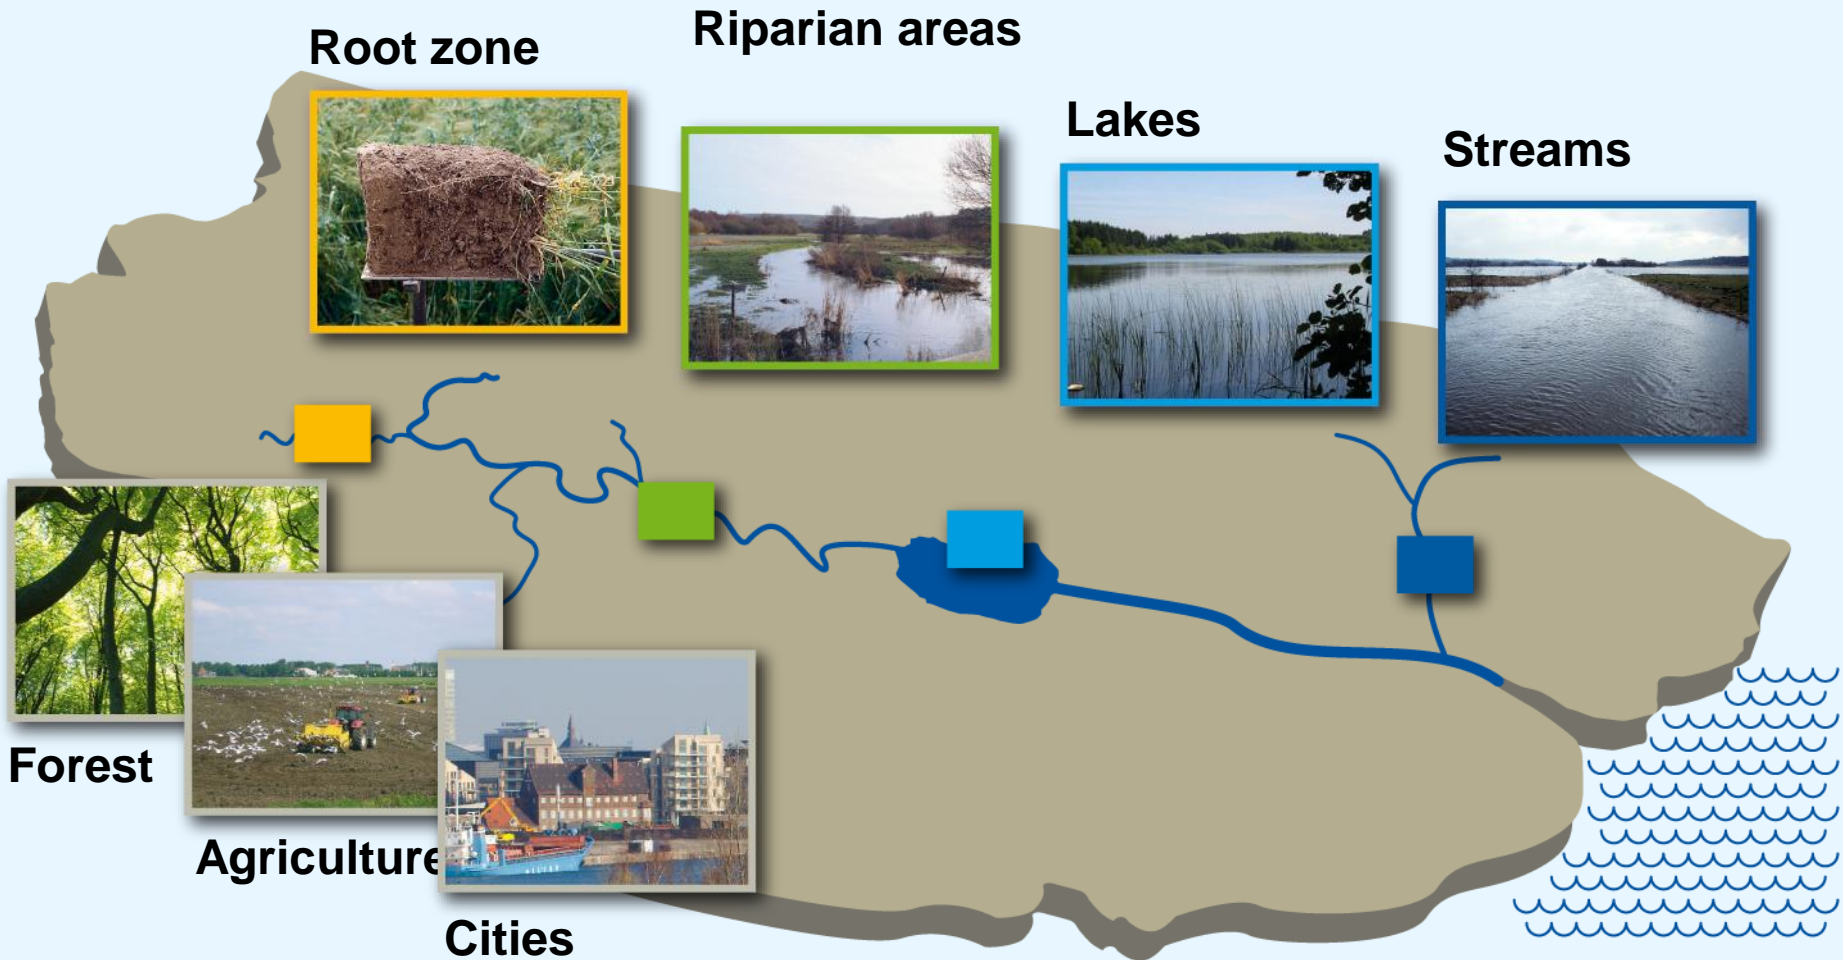 Root zone
Riparian areas
Lakes
Streams
Forest
Agriculture
Cities